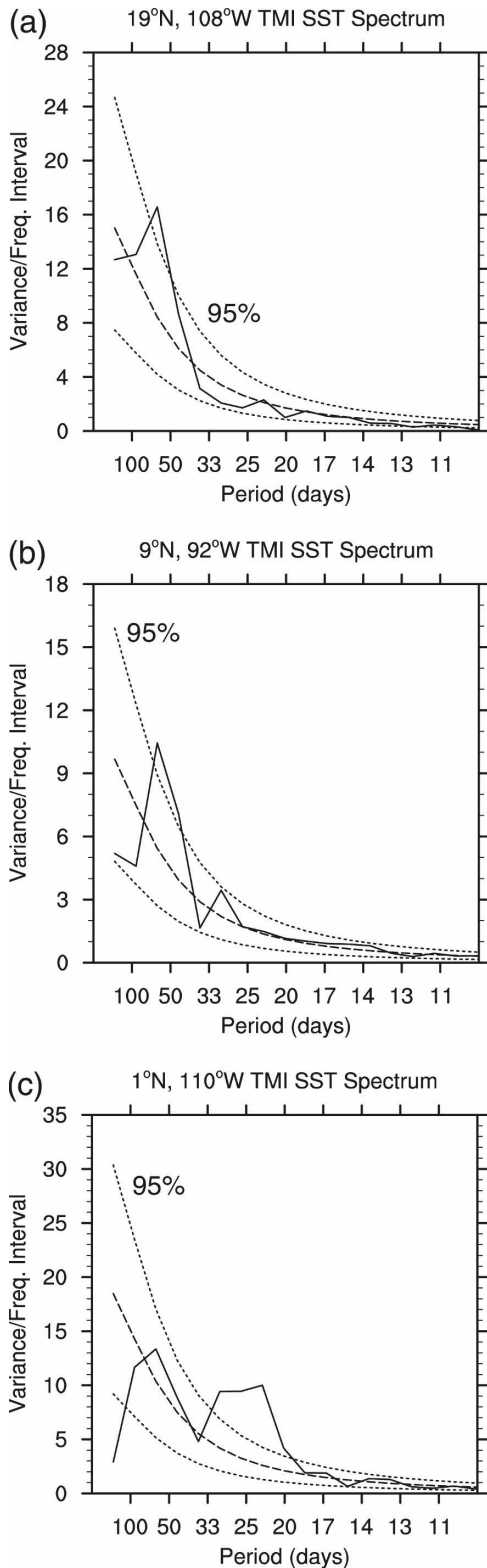 (a)
19°N, 108°W TMI SST Spectrum
28
24
20
16
12
8
4
0
Variance/Freq. Interval
95%
100 50 33 25 20 17 14 13 11
Period (days)
(b)
9°N, 92°W TMI SST Spectrum
18
15
12
9
6
3
0
Variance/Freq. Interval
95%
100 50 33 25 20 17 14 13 11
Period (days)
(c)
1°N, 110°W TMI SST Spectrum
35
30
25
20
15
10
5
0
Variance/Freq. Interval
95%
100 50 33 25 20 17 14 13 11
Period (days)